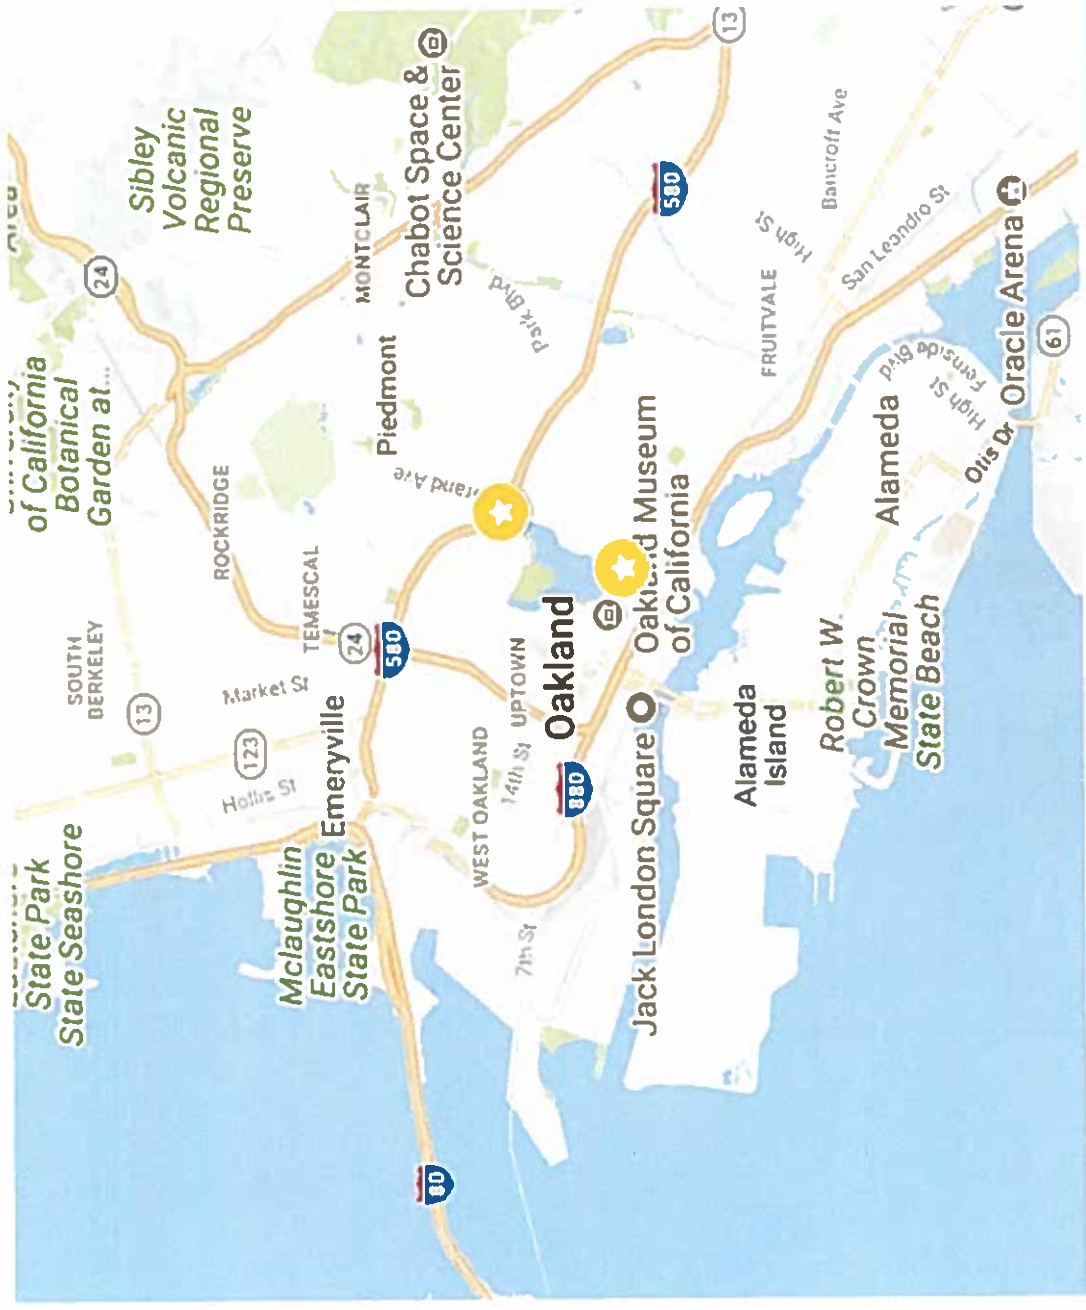 of California
Botanical
Garden at...
Area
24
Sibley
Volcanic
Regional
Preserve
SOUTH
BERKELEY
13
ROCKRIDGE
MONTCLAIR
Chabot Space &
Science Center
13
State Park
State Seashore
123
Market St
Hollis St
TEMESCAL
24
Piedmont
Emeryville
580
Grand Ave
Park Blvd
580
Mclaughlin
Eastshore
State Park
WEST OAKLAND
14th St
UPTOWN
Oakland
7th St
880
80
Oakland Museum
of California
Jack London Square
FRUITVALE
High St
Bancroft Ave
San Leandro St
Alameda
Island
Alameda
Fernside Blvd
High St
Otis Dr
Oracle Arena
61
Robert W.
Crown
Memorial
State Beach